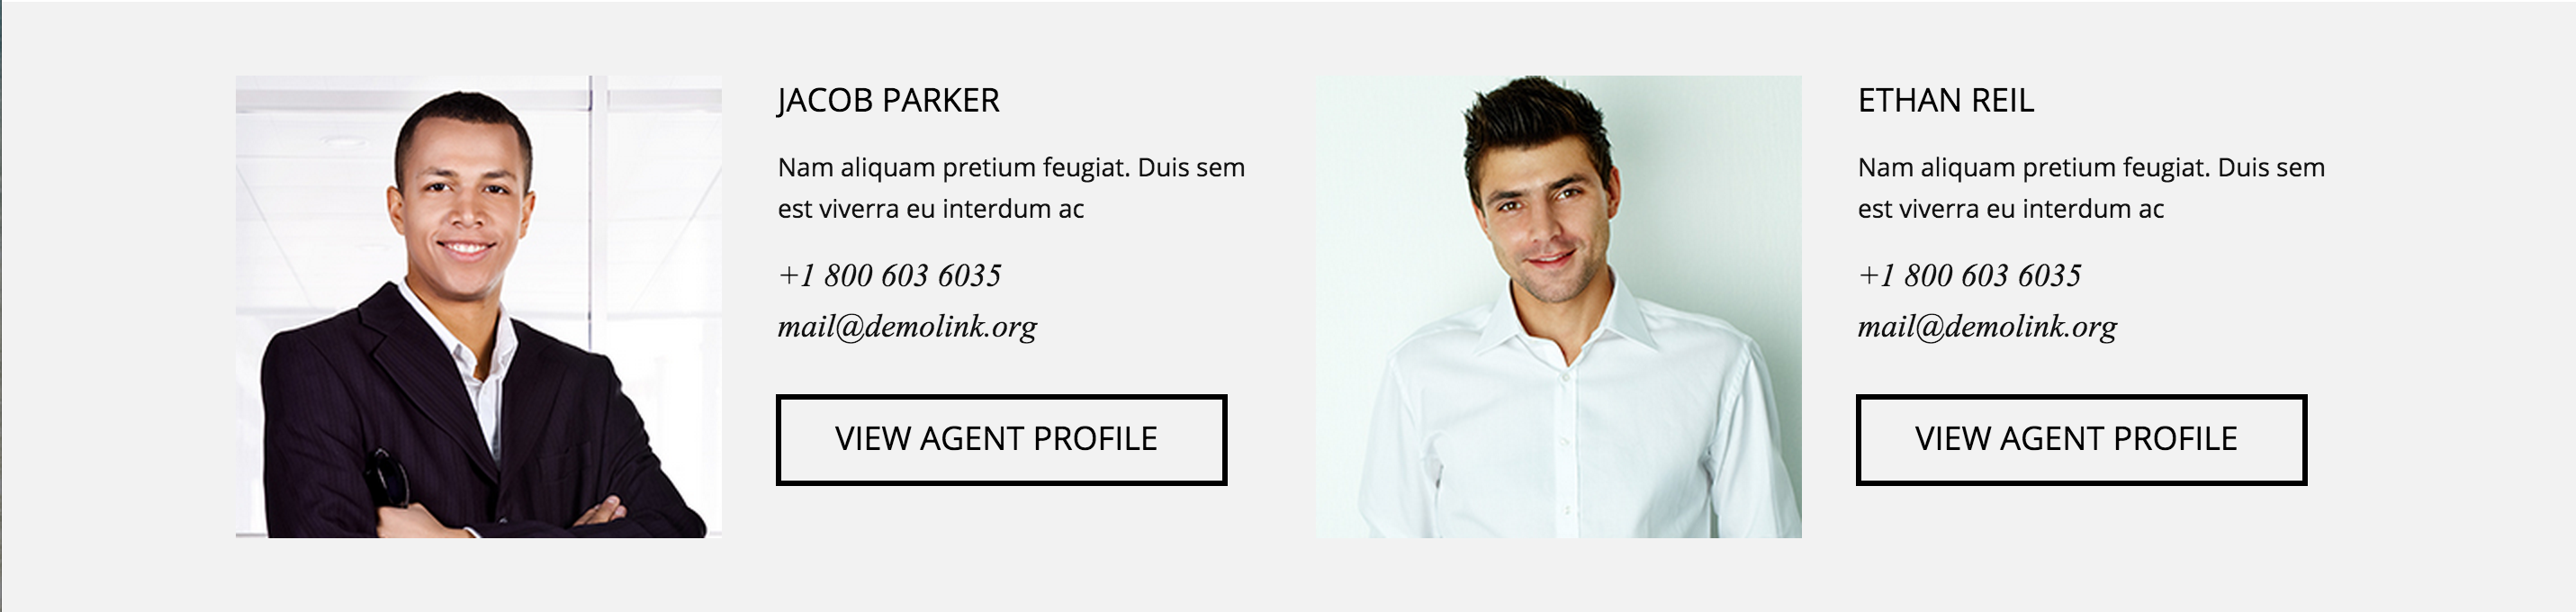 JACOB PARKER
Nam aliquam pretium feugiat. Duis sem
est viverra eu interdum ac
+1 800 603 6035
mail@demolink.org
VIEW AGENT PROFILE
ETHAN REIL
Nam aliquam pretium feugiat. Duis sem
est viverra eu interdum ac
+1 800 603 6035
mail@demolink.org
VIEW AGENT PROFILE